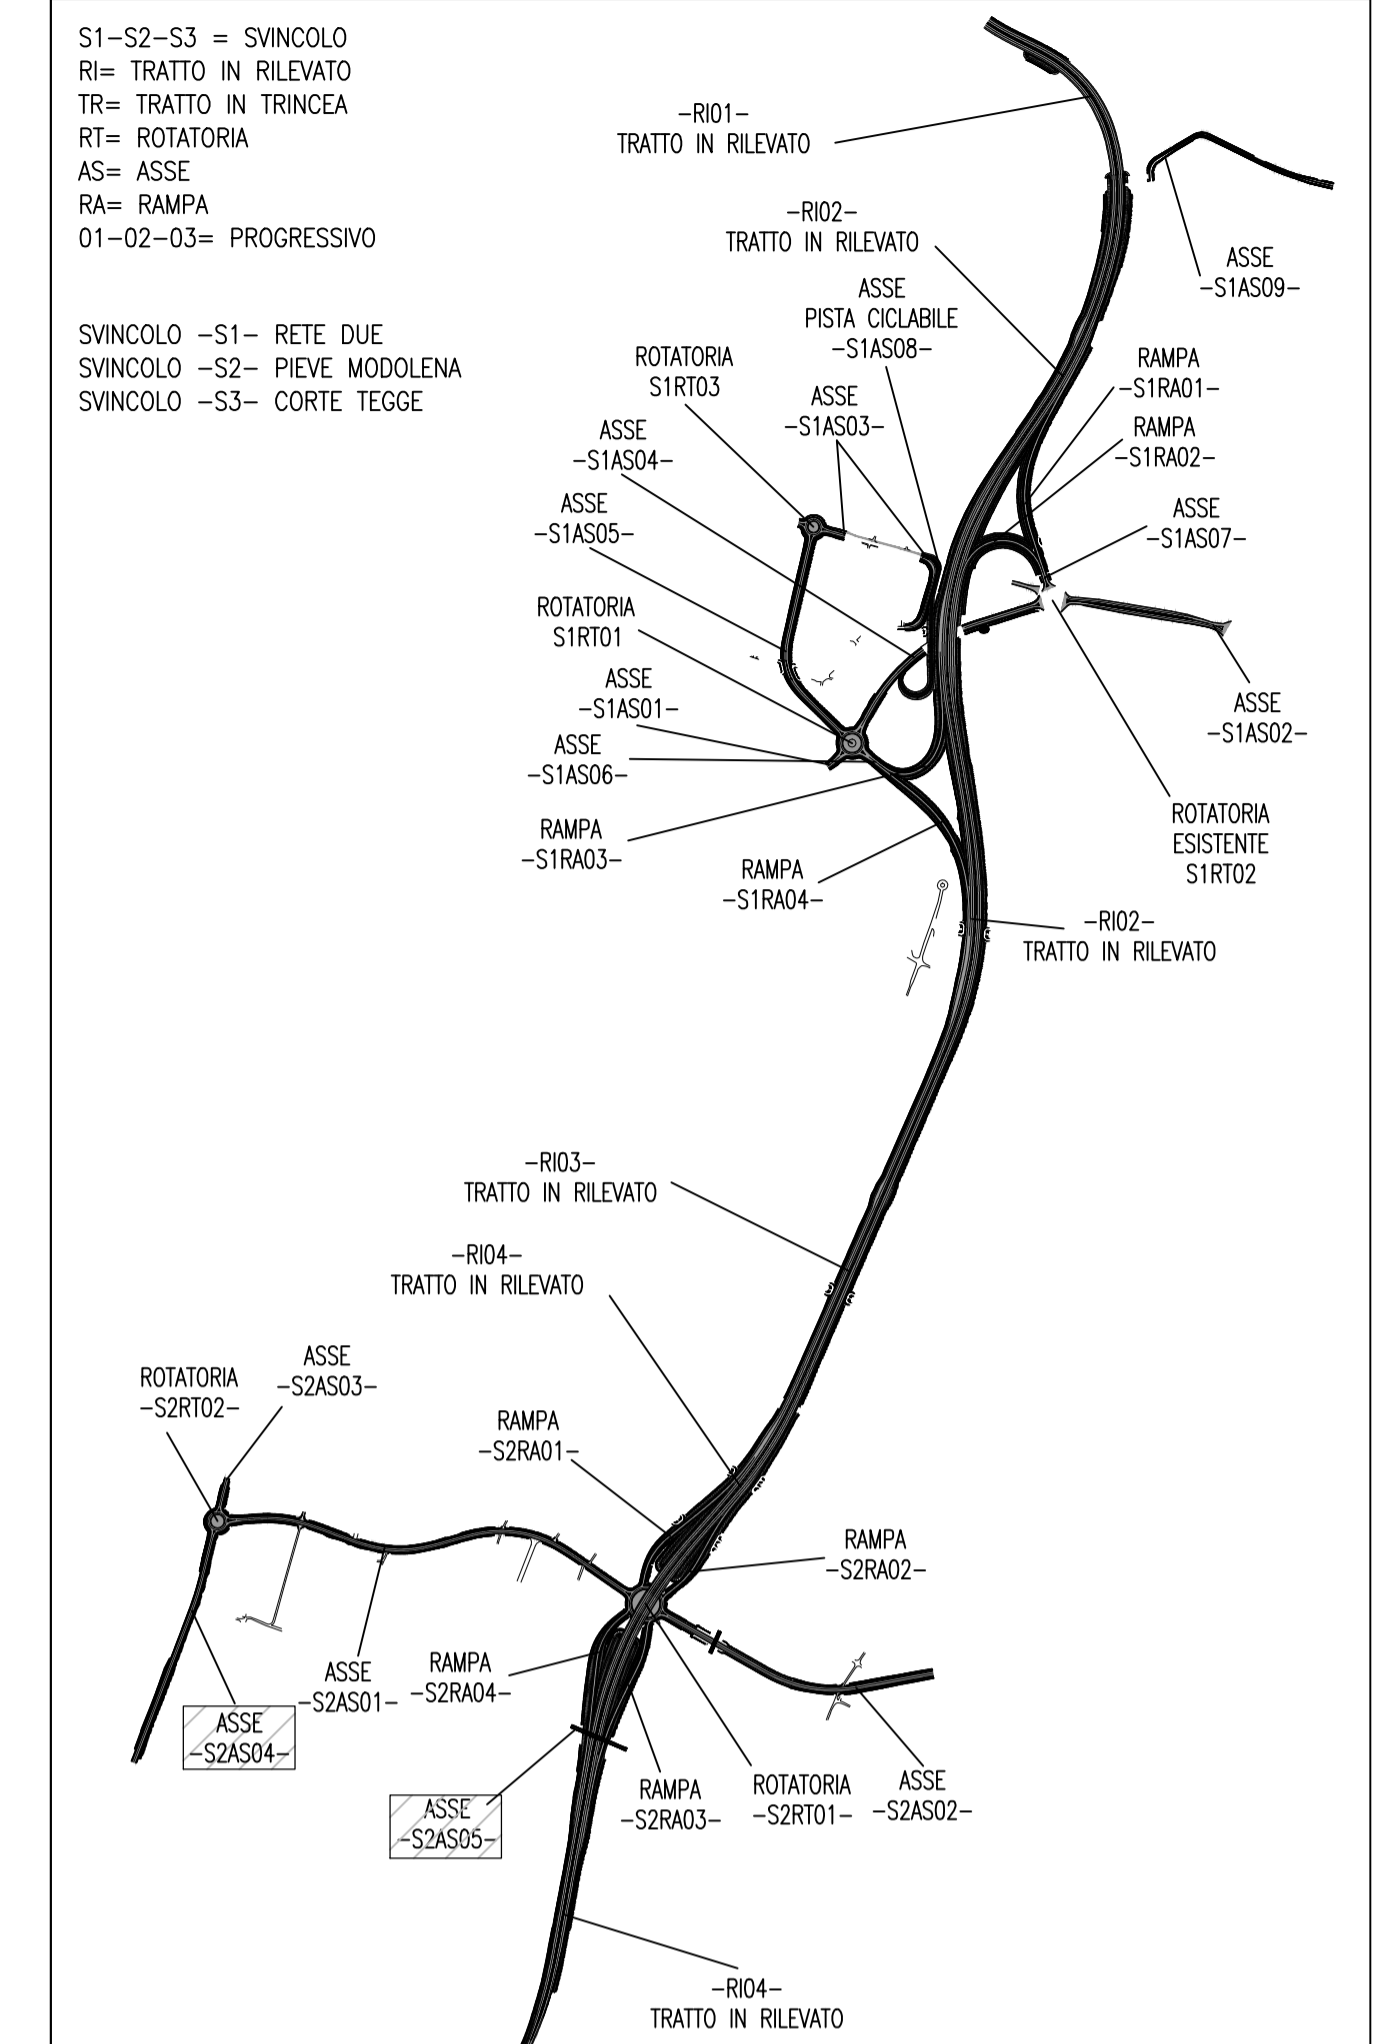 S1-S2-S3 = SVINCOLO
RI= TRATTO IN RILEVATO
TR= TRATTO IN TRINCEA
RT= ROTATORIA
AS= ASSE
RA= RAMPA
01-02-03= PROGRESSIVO
SVINCOLO -S1- RETE DUE
SVINCOLO -S2- PIEVE MODOLENA
SVINCOLO -S3- CORTE TEGGE
-RI01-
TRATTO IN RILEVATO
-RI02-
TRATTO IN RILEVATO
ASSE
-S1AS09-
ASSE
PISTA CICLABILE
-S1AS08-
ROTATORIA
S1RT03
RAMPA
-S1RA01-
ASSE
-S1AS03-
RAMPA
-S1RA02-
ASSE
-S1AS04-
ASSE
-S1AS05-
ASSE
-S1AS07-
ROTATORIA
S1RT01
ASSE
-S1AS01-
ASSE
-S1AS02-
ASSE
-S1AS06-
ROTATORIA
ESISTENTE
S1RT02
RAMPA
-S1RA03-
RAMPA
-S1RA04-
-RI02-
TRATTO IN RILEVATO
-RI03-
TRATTO IN RILEVATO
-RI04-
TRATTO IN RILEVATO
ASSE
-S2AS03-
ROTATORIA
-S2RT02-
RAMPA
-S2RA01-
RAMPA
-S2RA02-
ASSE
-S2AS01-
RAMPA
-S2RA04-
ASSE
-S2AS04-
RAMPA
-S2RA03-
ROTATORIA
-S2RT01-
ASSE
-S2AS02-
ASSE
-S2AS05-
-RI04-
TRATTO IN RILEVATO